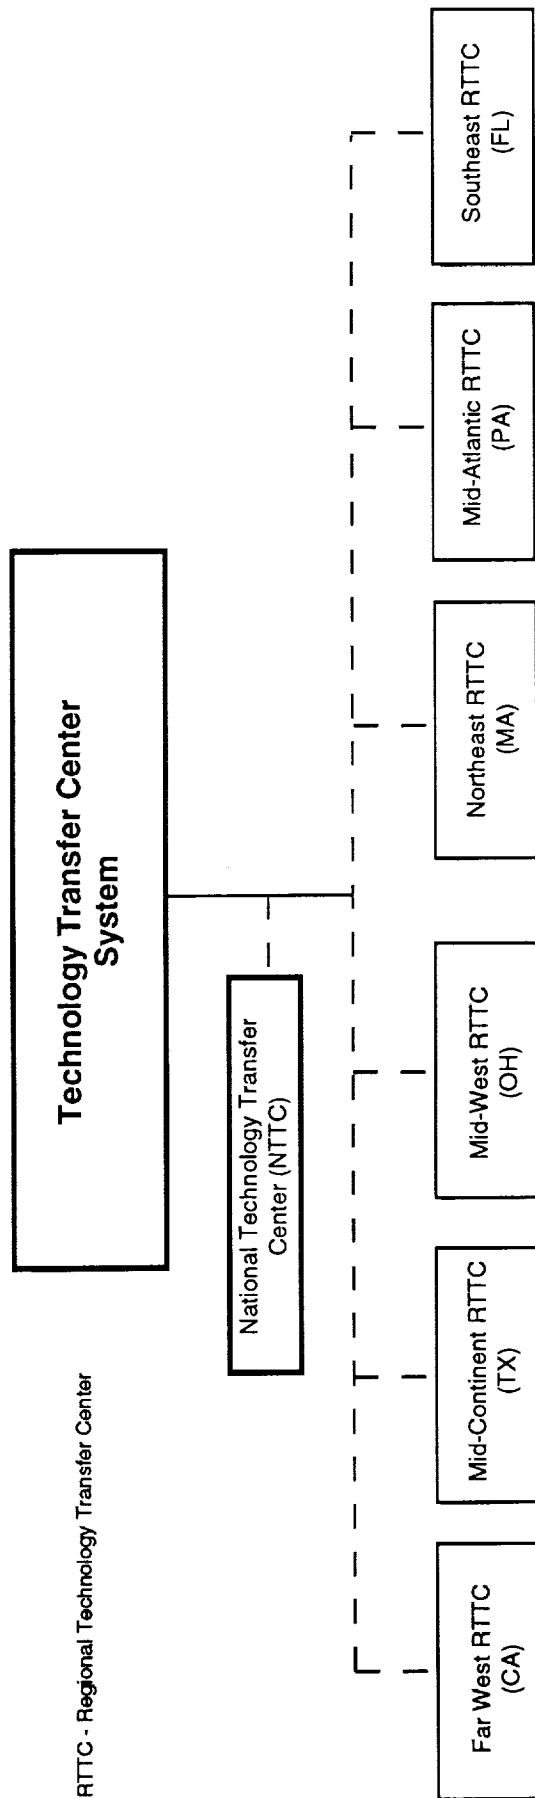 Technology Transfer Center
System
RTTC - Regional Technology Transfer Center
National Technology Transfer
Center (NTTC)
Far West RTTC
(CA)
Mid-Continent RTTC
(TX)
Mid-West RTTC
(OH)
Northeast RTTC
(MA)
Mid-Atlantic RTTC
(PA)
Southeast RTTC
(FL)